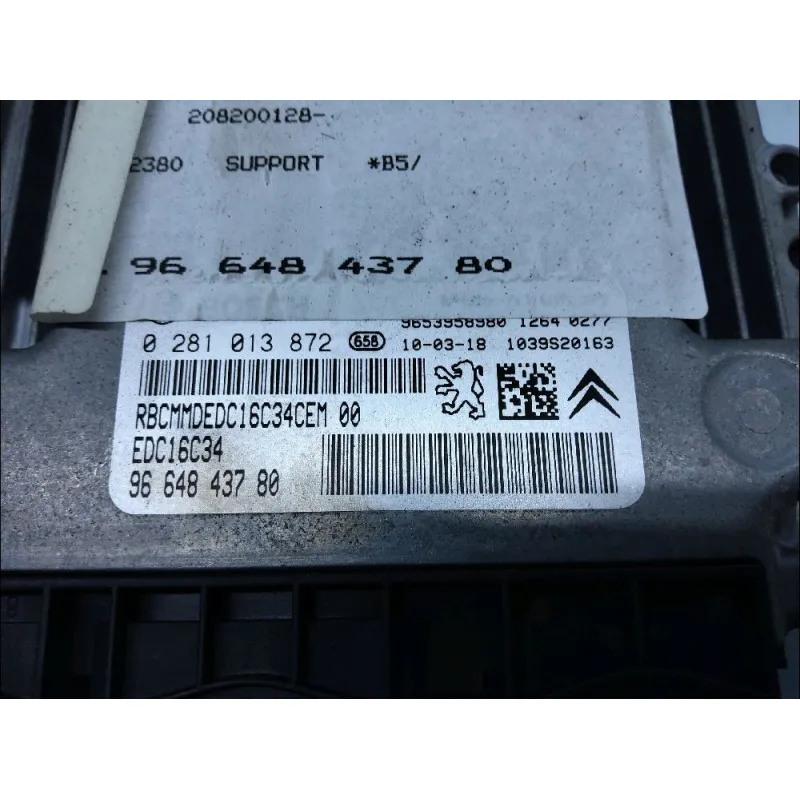 208200128-
2380 SUPPORT *B5/
96 648 437 80
9653958980 1264 0277
0 281 013 872 658 10-03-18 1039S20163
RBCMMDEDC16C34CEM 00
EDC16C34
96 648 437 80